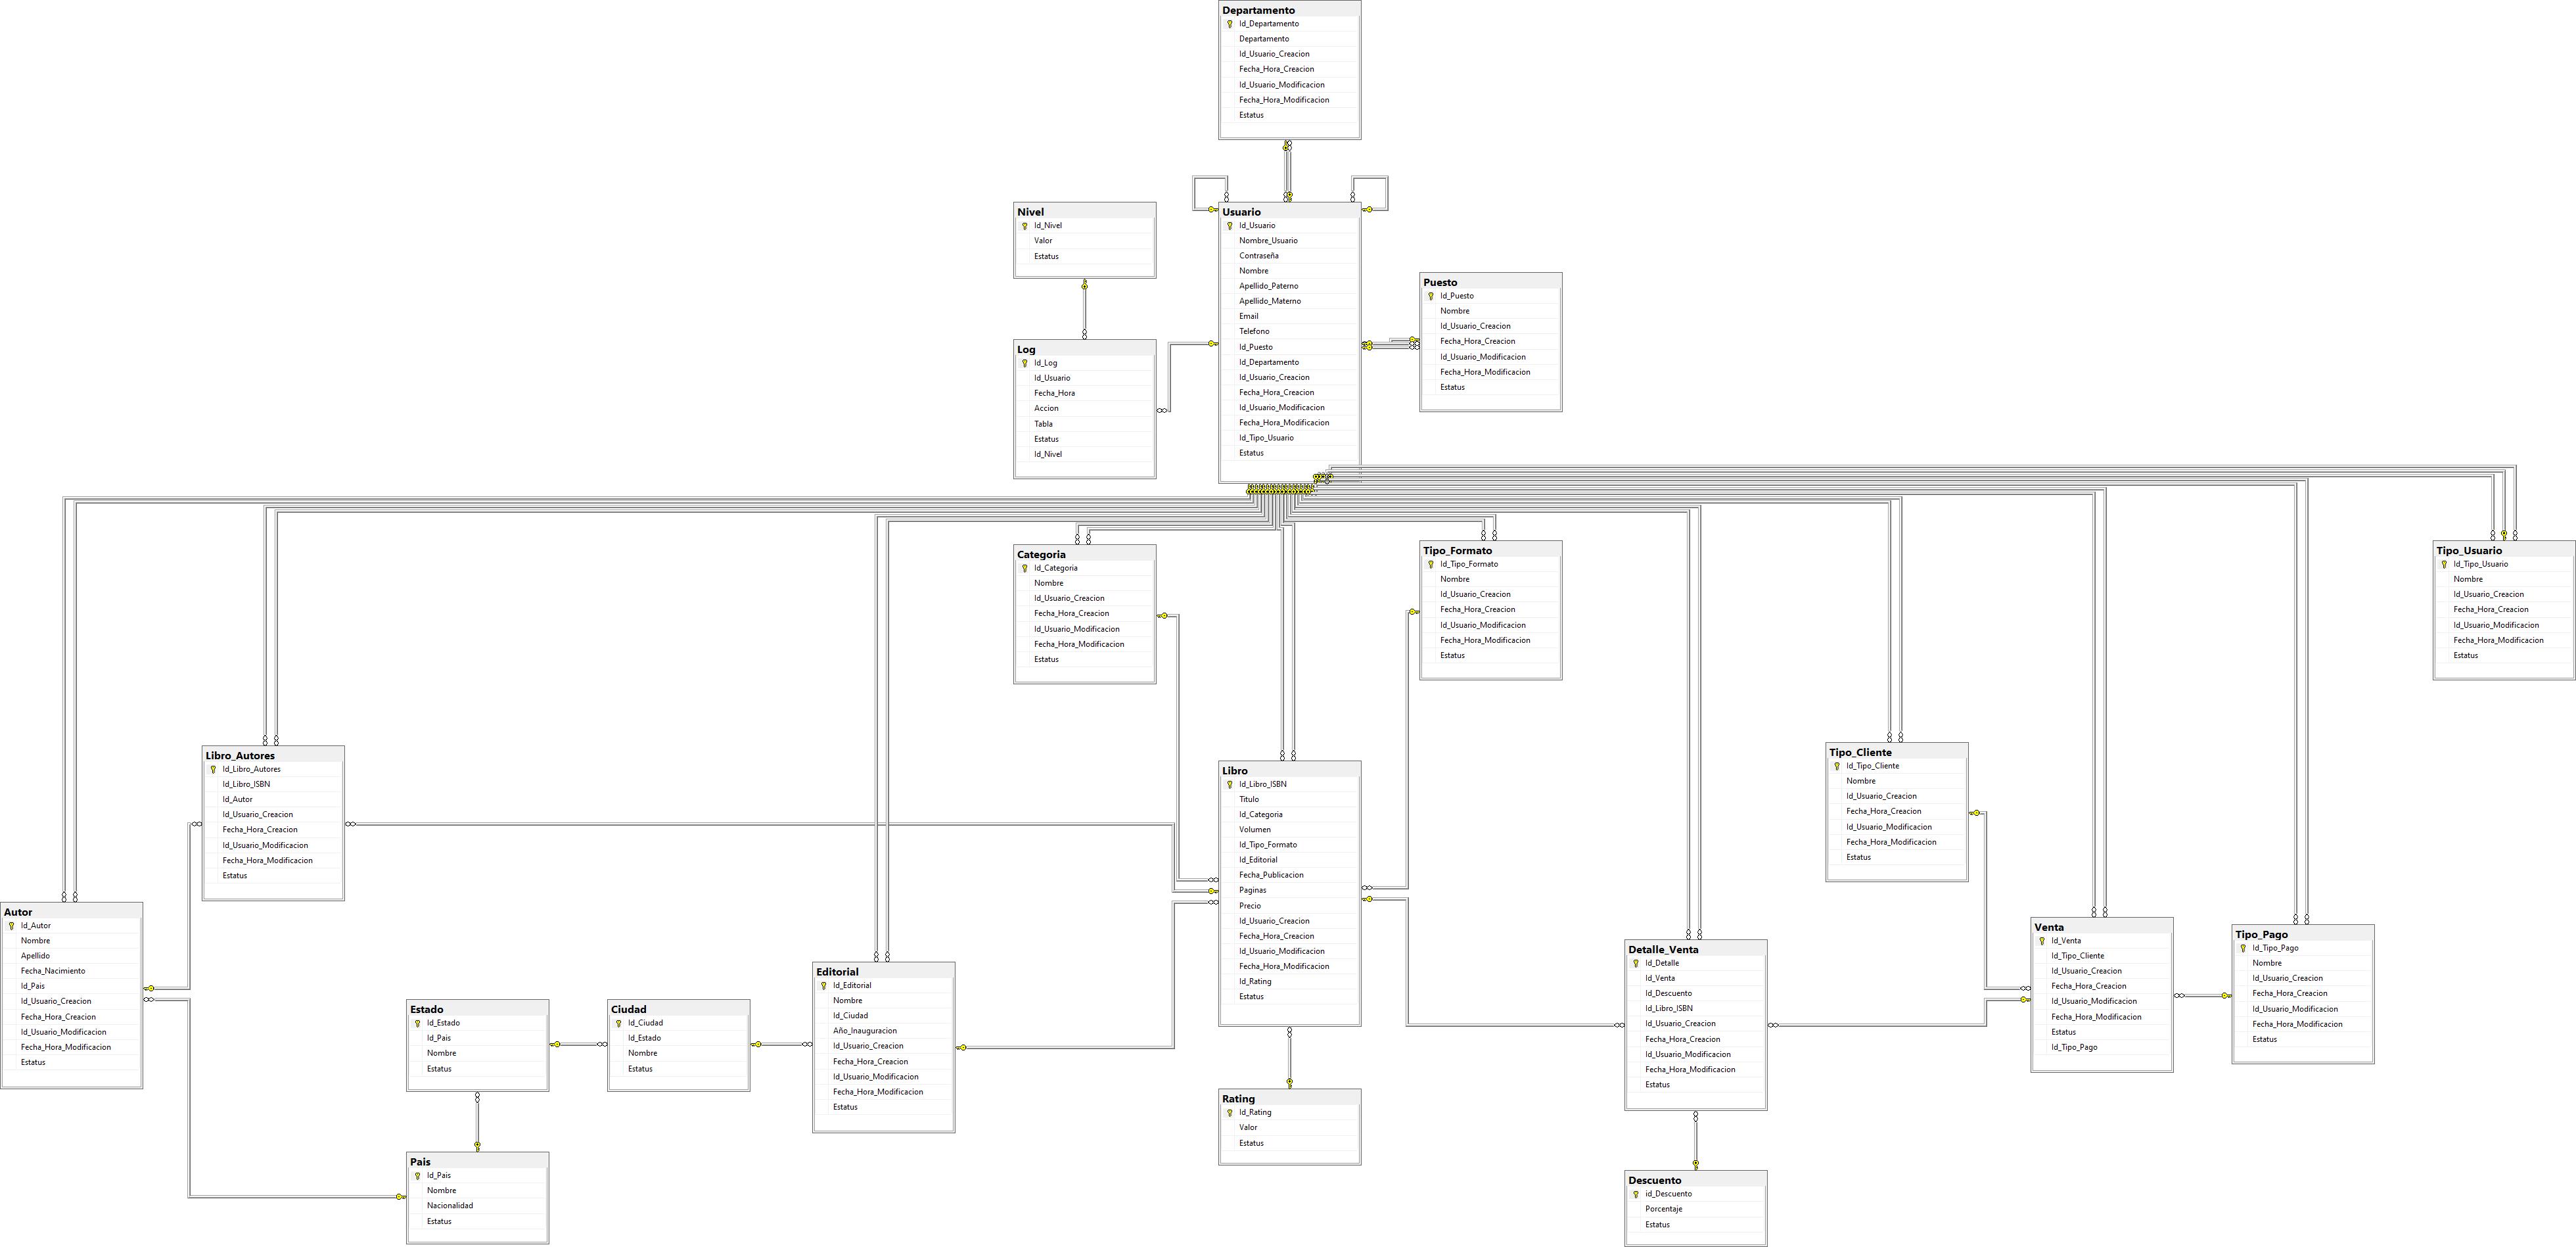 Departamento
Id_Departamento
Departamento
Id_Usuario_Creacion
Fecha_Hora_Creacion
Id_Usuario_Modificacion
Fecha_Hora_Modificacion
Estatus
Nivel
Id_Nivel
Valor
Estatus
Usuario
Id_Usuario
Nombre_Usuario
Contraseña
Nombre
Apellido_Paterno
Apellido_Materno
Email
Telefono
Id_Puesto
Id_Departamento
Id_Usuario_Creacion
Fecha_Hora_Creacion
Id_Usuario_Modificacion
Fecha_Hora_Modificacion
Id_Tipo_Usuario
Estatus
Puesto
Id_Puesto
Nombre
Id_Usuario_Creacion
Fecha_Hora_Creacion
Id_Usuario_Modificacion
Fecha_Hora_Modificacion
Estatus
Log
Id_Log
Id_Usuario
Fecha_Hora
Accion
Tabla
Estatus
Id_Nivel
Categoria
Id_Categoria
Nombre
Id_Usuario_Creacion
Fecha_Hora_Creacion
Id_Usuario_Modificacion
Fecha_Hora_Modificacion
Estatus
Tipo_Formato
Id_Tipo_Formato
Nombre
Id_Usuario_Creacion
Fecha_Hora_Creacion
Id_Usuario_Modificacion
Fecha_Hora_Modificacion
Estatus
Tipo_Usuario
Id_Tipo_Usuario
Nombre
Id_Usuario_Creacion
Fecha_Hora_Creacion
Id_Usuario_Modificacion
Fecha_Hora_Modificacion
Estatus
Libro_Autores
Id_Libro_Autores
Id_Libro_ISBN
Id_Autor
Id_Usuario_Creacion
Fecha_Hora_Creacion
Id_Usuario_Modificacion
Fecha_Hora_Modificacion
Estatus
Libro
Id_Libro_ISBN
Titulo
Id_Categoria
Volumen
Id_Tipo_Formato
Id_Editorial
Fecha_Publicacion
Paginas
Precio
Id_Usuario_Creacion
Fecha_Hora_Creacion
Id_Usuario_Modificacion
Fecha_Hora_Modificacion
Id_Rating
Estatus
Tipo_Cliente
Id_Tipo_Cliente
Nombre
Id_Usuario_Creacion
Fecha_Hora_Creacion
Id_Usuario_Modificacion
Fecha_Hora_Modificacion
Estatus
Autor
Id_Autor
Nombre
Apellido
Fecha_Nacimiento
Id_Pais
Id_Usuario_Creacion
Fecha_Hora_Creacion
Id_Usuario_Modificacion
Fecha_Hora_Modificacion
Estatus
Estado
Id_Estado
Id_Pais
Nombre
Estatus
Ciudad
Id_Ciudad
Id_Estado
Nombre
Estatus
Editorial
Id_Editorial
Nombre
Id_Ciudad
Año_Inauguracion
Id_Usuario_Creacion
Fecha_Hora_Creacion
Id_Usuario_Modificacion
Fecha_Hora_Modificacion
Estatus
Detalle_Venta
Id_Detalle
Id_Venta
Id_Descuento
Id_Libro_ISBN
Id_Usuario_Creacion
Fecha_Hora_Creacion
Id_Usuario_Modificacion
Fecha_Hora_Modificacion
Estatus
Venta
Id_Venta
Id_Tipo_Cliente
Id_Usuario_Creacion
Fecha_Hora_Creacion
Id_Usuario_Modificacion
Fecha_Hora_Modificacion
Estatus
Id_Tipo_Pago
Tipo_Pago
Id_Tipo_Pago
Nombre
Id_Usuario_Creacion
Fecha_Hora_Creacion
Id_Usuario_Modificacion
Fecha_Hora_Modificacion
Estatus
Pais
Id_Pais
Nombre
Nacionalidad
Estatus
Rating
Id_Rating
Valor
Estatus
Descuento
id_Descuento
Porcentaje
Estatus